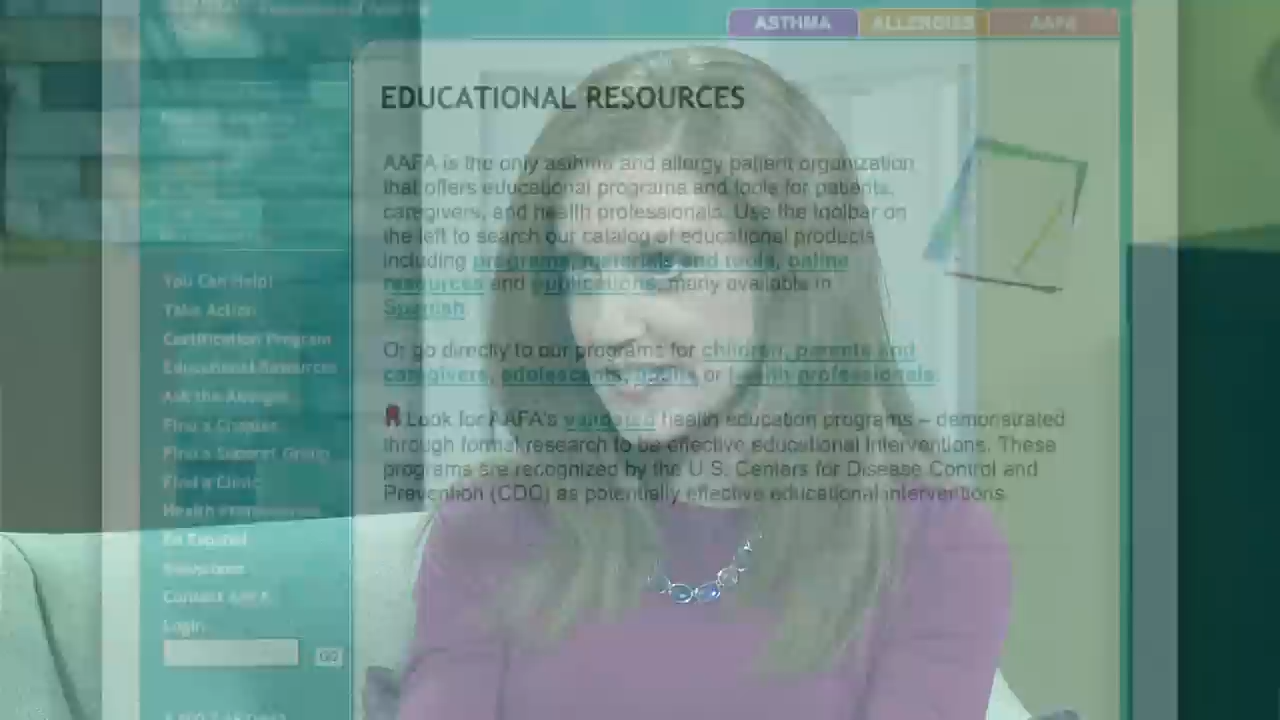 ASTHMA
ALLERGIES
AAFA
EDUCATIONAL RESOURCES
AAFA is the only asthma and allergy patient organization
that offers educational programs and tools for patients,
caregivers, and health professionals. Use the toolbar on
the left to search our catalog of educational products
including programs, materials and tools, online
resources and publications, many available in
Spanish.
Or go directly to our programs for children, parents and
caregivers, adolescents, adults or health professionals.
Look for AAFA's validated health education programs – demonstrated
through formal research to be effective educational interventions. These
programs are recognized by the U.S. Centers for Disease Control and
Prevention (CDC) as potentially effective educational interventions.
You Can Help!
Take Action
Certification Program
Educational Resources
Ask the Allergist
Find a Chapter
Find a Support Group
Find a Clinic
Health Professionals
En Español
Contact AAFA
Login
GO